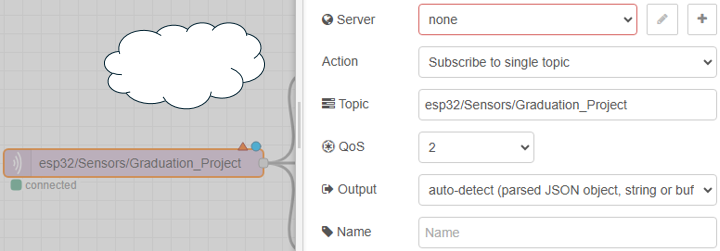 Server
none
Action
Subscribe to single topic
Topic
esp32/Sensors/Graduation_Project
QoS
2
Output
auto-detect (parsed JSON object, string or buf
Name
Name
esp32/Sensors/Graduation_Project
connected